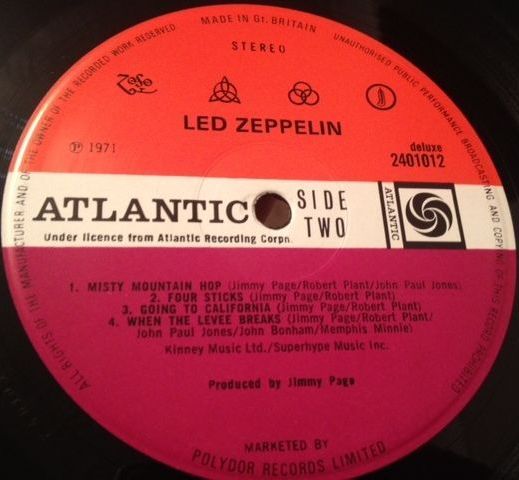 MADE IN Gt. BRITAIN
ALL RIGHTS OF THE MANUFACTURER AND OF THE OWNER OF THE RECORDED WORK RESERVED
UNAUTHORISED PUBLIC PERFORMANCE BROADCASTING AND COPYING OF THIS RECORD PROHIBITED
STEREO
LED ZEPPELIN
℗ 1971
deluxe
2401012
ATLANTIC
SIDE
TWO
ATLANTIC
Under licence from Atlantic Recording Corpn.
1. MISTY MOUNTAIN HOP (Jimmy Page/Robert Plant/John Paul Jones)
2. FOUR STICKS (Jimmy Page/Robert Plant)
3. GOING TO CALIFORNIA (Jimmy Page/Robert Plant)
4. WHEN THE LEVEE BREAKS (Jimmy Page/Robert Plant/
John Paul Jones/John Bonham/Memphis Minnie)
Kinney Music Ltd./Superhype Music Inc.
Produced by Jimmy Page
MARKETED BY
POLYDOR RECORDS LIMITED